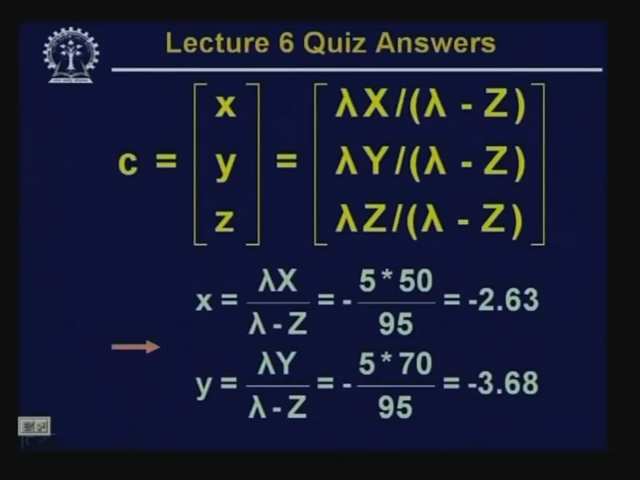 Lecture 6 Quiz Answers
c = [ x y z ] = [ λX/(λ - Z) λY/(λ - Z) λZ/(λ - Z) ]
x = λX / λ - Z = - 5 * 50 / 95 = -2.63
y = λY / λ - Z = - 5 * 70 / 95 = -3.68